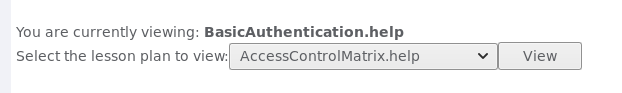 You are currently viewing: BasicAuthentication.help
Select the lesson plan to view: AccessControlMatrix.help View